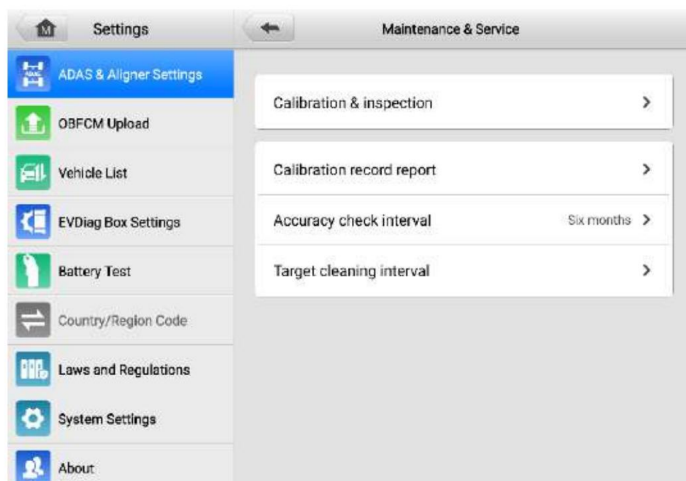 Settings
Maintenance & Service
ADAS & Aligner Settings
OBFCM Upload
Vehicle List
EVDiag Box Settings
Battery Test
Country/Region Code
Laws and Regulations
System Settings
About
Calibration & inspection
Calibration record report
Accuracy check interval Six months
Target cleaning interval